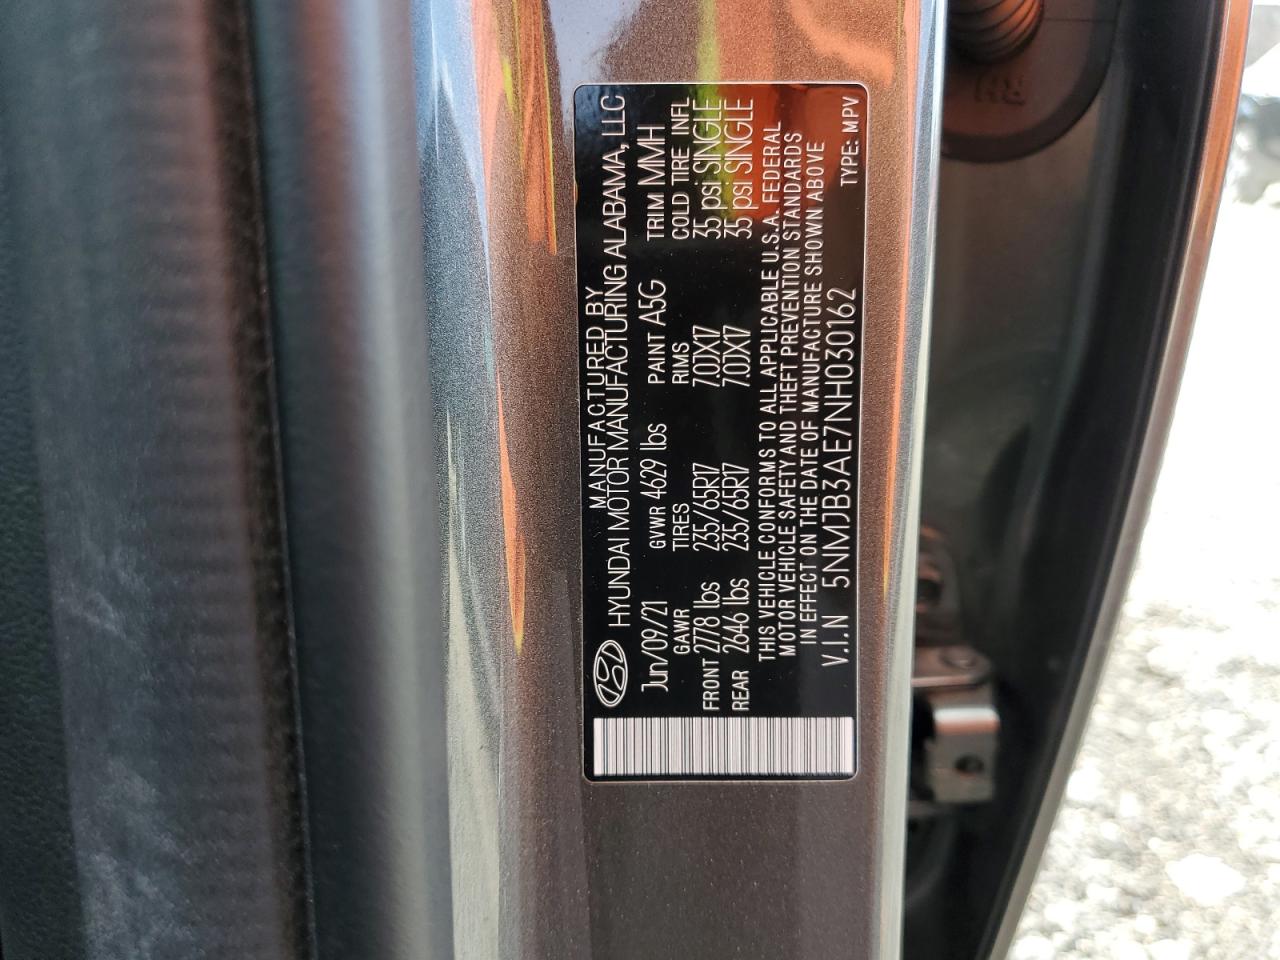 MANUFACTURED BY
HYUNDAI MOTOR MANUFACTURING ALABAMA, LLC
Jun/09/21 GVWR 4629 lbs PAINT A5G TRIM MMH
GAWR TIRES RIMS COLD TIRE INFL
FRONT 2778 lbs 235/65R17 7.0JX17 35 psi SINGLE
REAR 2646 lbs 235/65R17 7.0JX17 35 psi SINGLE
THIS VEHICLE CONFORMS TO ALL APPLICABLE U.S.A. FEDERAL
MOTOR VEHICLE SAFETY AND THEFT PREVENTION STANDARDS
IN EFFECT ON THE DATE OF MANUFACTURE SHOWN ABOVE
V.I.N 5NMJB3AE7NH030162 TYPE: MPV